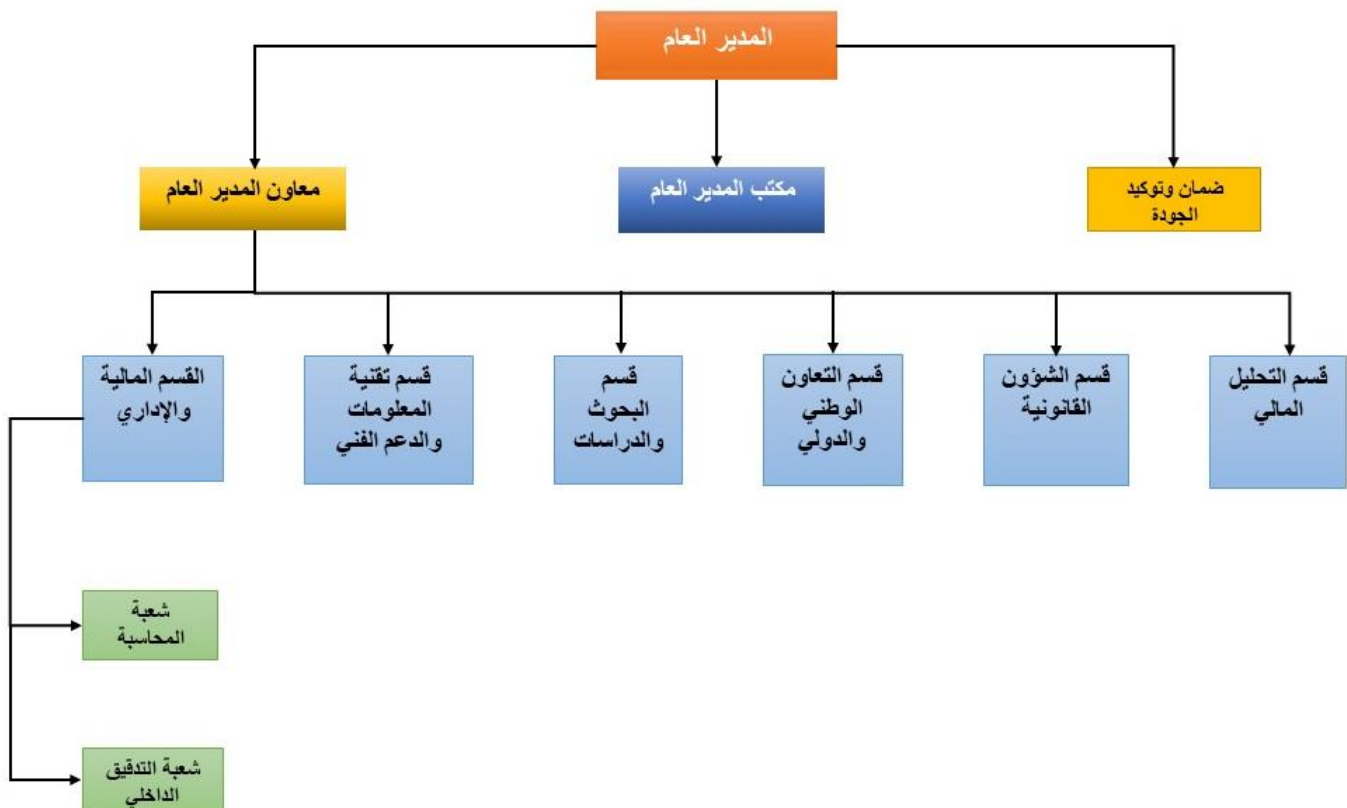 المدير العام
ضمان وتوكيد
الجودة
مكتب المدير العام
معاون المدير العام
قسم التحليل
المالي
قسم الشؤون
القانونية
قسم التعاون
الوطني
والدولي
قسم
البحوث
والدراسات
قسم تقنية
المعلومات
والدعم الفني
القسم المالية
والإداري
شعبة
المحاسبة
شعبة التدقيق
الداخلي